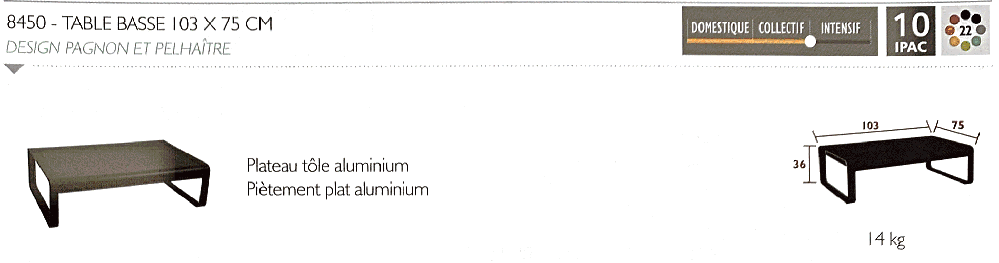 8450 - TABLE BASSE 103 X 75 CM
DESIGN PAGNON ET PELHAÎTRE
DOMESTIQUE COLLECTIF INTENSIF
10
IPAC
22
103
75
36
Plateau tôle aluminium
Piètement plat aluminium
14 kg